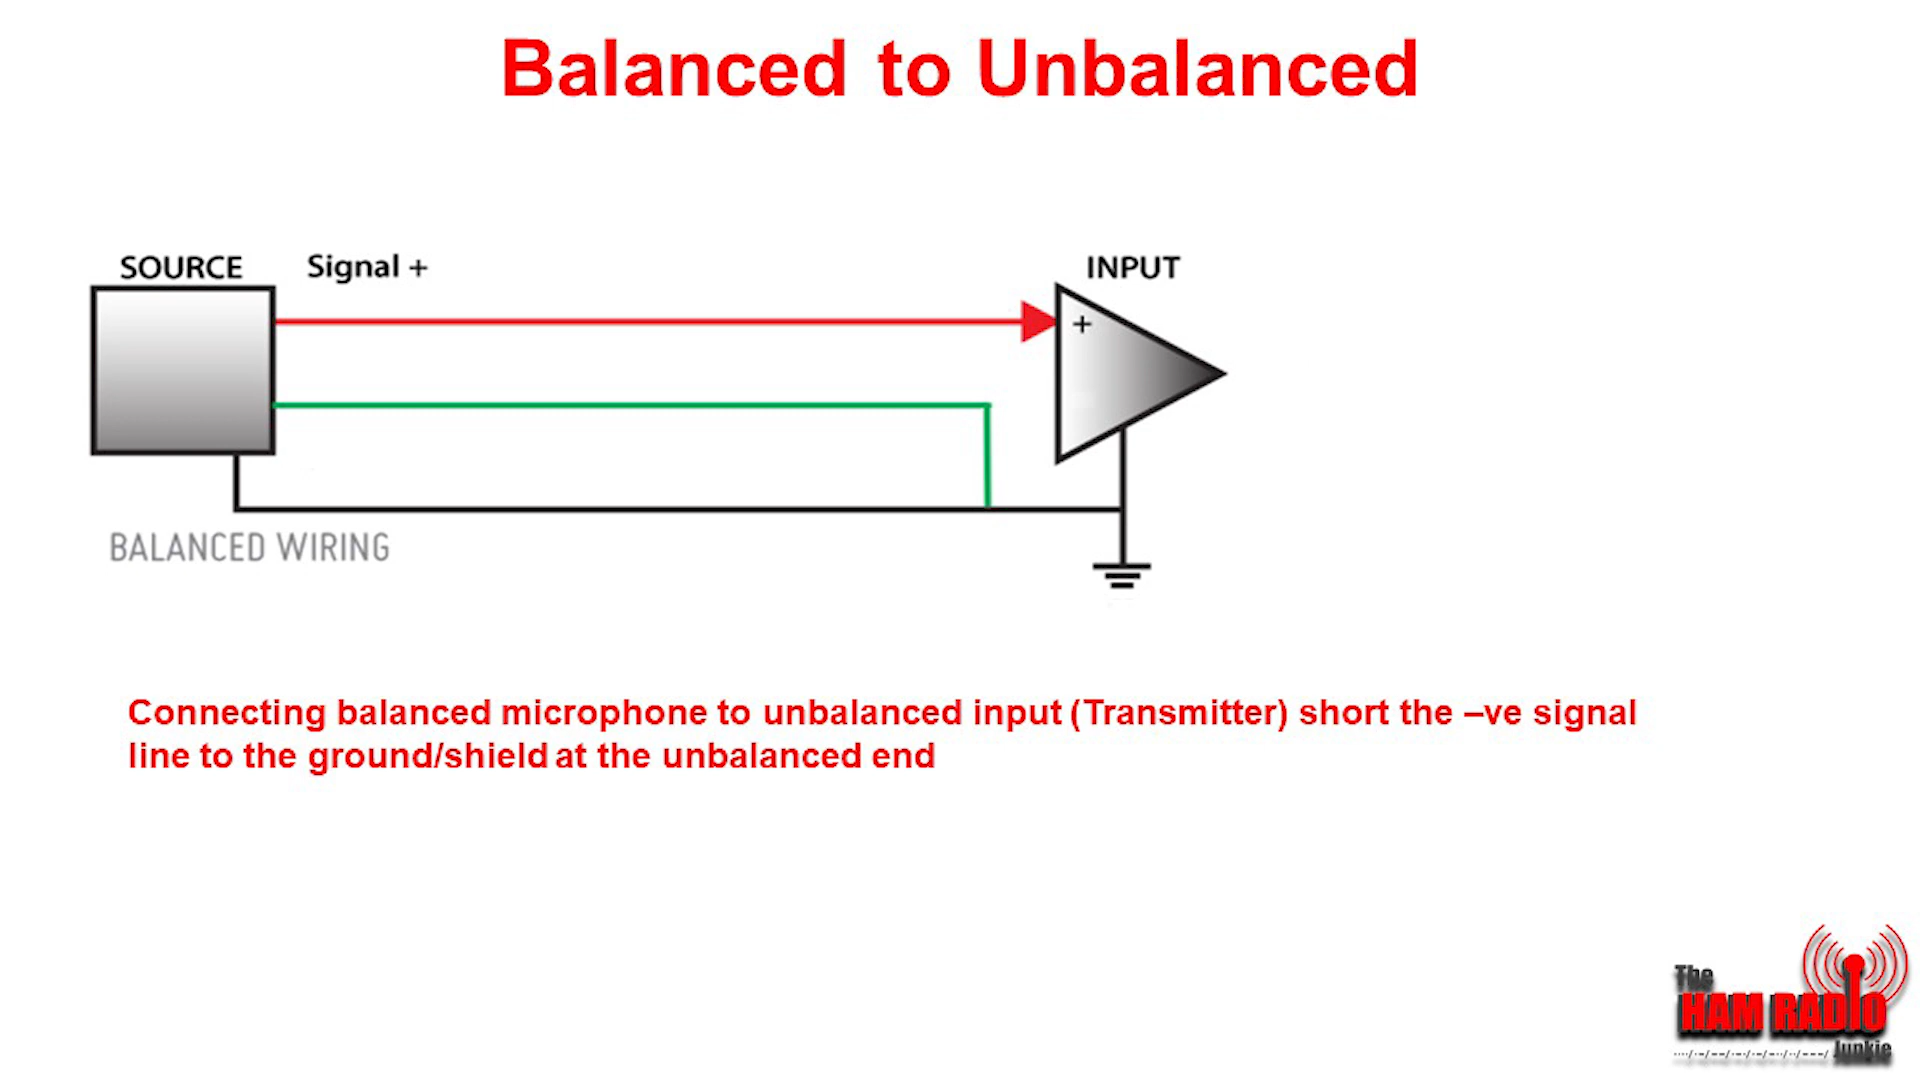 Balanced to Unbalanced
SOURCE
Signal +
INPUT
+
BALANCED WIRING
Connecting balanced microphone to unbalanced input (Transmitter) short the –ve signal
line to the ground/shield at the unbalanced end
The
HAM RADIO
Junkie